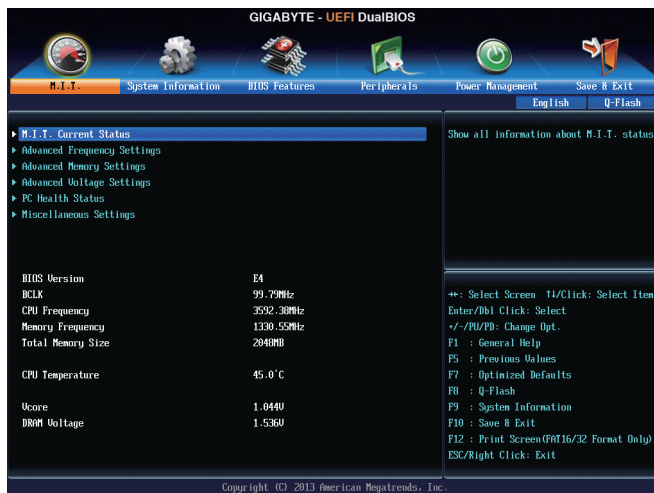 GIGABYTE - UEFI DualBIOS
M.I.T. System Information BIOS Features Peripherals Power Management Save & Exit
English Q-Flash
M.I.T. Current Status
Advanced Frequency Settings
Advanced Memory Settings
Advanced Voltage Settings
PC Health Status
Miscellaneous Settings
Show all information about M.I.T. status
BIOS Version E4
BCLK 99.79MHz
CPU Frequency 3592.38MHz
Memory Frequency 1330.55MHz
Total Memory Size 2048MB
CPU Temperature 45.0°C
Vcore 1.044V
DRAM Voltage 1.536V
→←: Select Screen ↑↓/Click: Select Item
Enter/Dbl Click: Select
+/-/PU/PD: Change Opt.
F1 : General Help
F5 : Previous Values
F7 : Optimized Defaults
F8 : Q-Flash
F9 : System Information
F10 : Save & Exit
F12 : Print Screen(FAT16/32 Format Only)
ESC/Right Click: Exit
Copyright (C) 2013 American Megatrends, Inc.